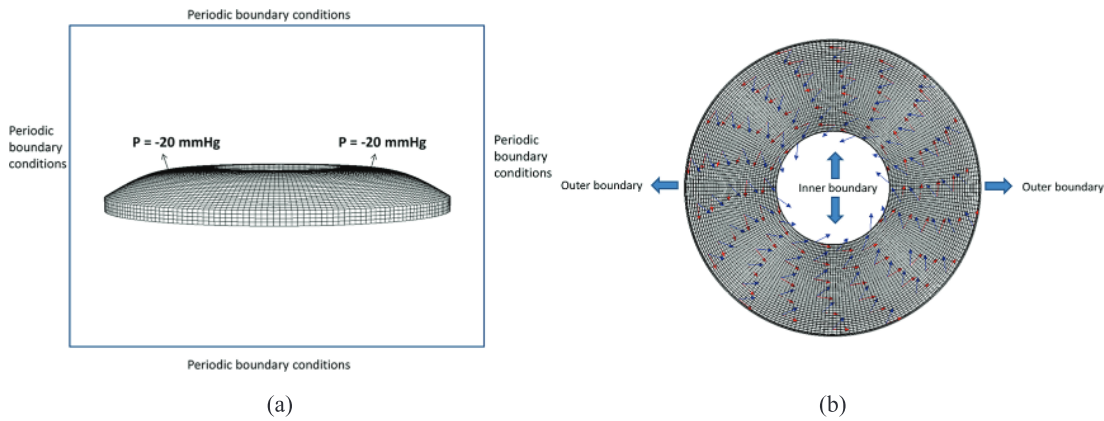 Periodic boundary conditions
Periodic
boundary
conditions
P = -20 mmHg
P = -20 mmHg
Periodic
boundary
conditions
Periodic boundary conditions
(a)
Outer boundary
Inner boundary
Outer boundary
(b)